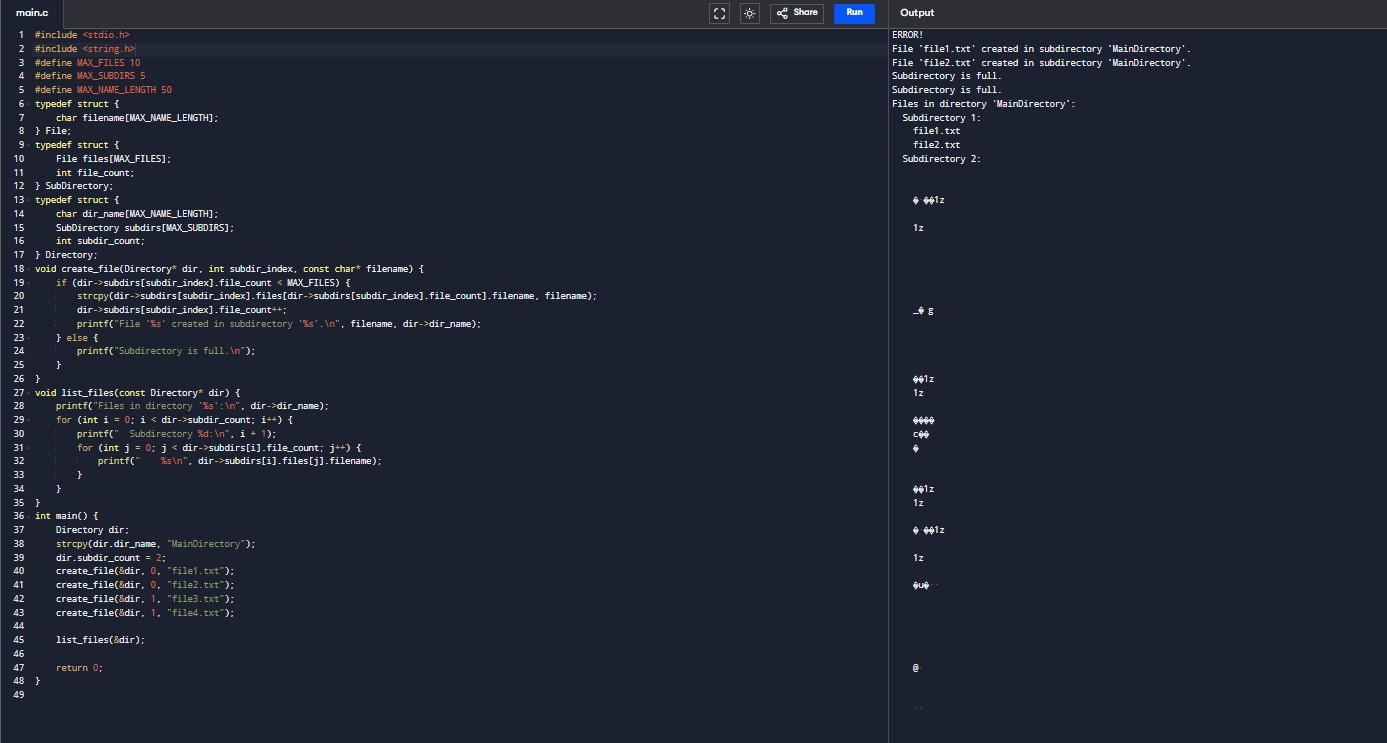 main.c
Share
Run
Output
1 #include <stdio.h>
2 #include <string.h>
3 #define MAX_FILES 10
4 #define MAX_SUBDIRS 5
5 #define MAX_NAME_LENGTH 50
6 typedef struct {
7     char filename[MAX_NAME_LENGTH];
8 } File;
9 typedef struct {
10     File files[MAX_FILES];
11     int file_count;
12 } SubDirectory;
13 typedef struct {
14     char dir_name[MAX_NAME_LENGTH];
15     SubDirectory subdirs[MAX_SUBDIRS];
16     int subdir_count;
17 } Directory;
18 void create_file(Directory* dir, int subdir_index, const char* filename) {
19     if (dir->subdirs[subdir_index].file_count < MAX_FILES) {
20         strcpy(dir->subdirs[subdir_index].files[dir->subdirs[subdir_index].file_count].filename, filename);
21         dir->subdirs[subdir_index].file_count++;
22         printf("File '%s' created in subdirectory '%s'.\n", filename, dir->dir_name);
23     } else {
24         printf("Subdirectory is full.\n");
25     }
26 }
27 void list_files(const Directory* dir) {
28     printf("Files in directory '%s':\n", dir->dir_name);
29     for (int i = 0; i < dir->subdir_count; i++) {
30         printf("  Subdirectory %d:\n", i + 1);
31         for (int j = 0; j < dir->subdirs[i].file_count; j++) {
32             printf("    %s\n", dir->subdirs[i].files[j].filename);
33         }
34     }
35 }
36 int main() {
37     Directory dir;
38     strcpy(dir.dir_name, "MainDirectory");
39     dir.subdir_count = 2;
40     create_file(&dir, 0, "file1.txt");
41     create_file(&dir, 0, "file2.txt");
42     create_file(&dir, 1, "file3.txt");
43     create_file(&dir, 1, "file4.txt");
44
45     list_files(&dir);
46
47     return 0;
48 }
49
ERROR!
File 'file1.txt' created in subdirectory 'MainDirectory'.
File 'file2.txt' created in subdirectory 'MainDirectory'.
Subdirectory is full.
Subdirectory is full.
Files in directory 'MainDirectory':
  Subdirectory 1:
    file1.txt
    file2.txt
  Subdirectory 2:
    � ��1z
    1z
    _� g
    ��1z
    1z
    ����
    c��
    �
    ��1z
    1z
    � ��1z
    1z
    �u�
    @